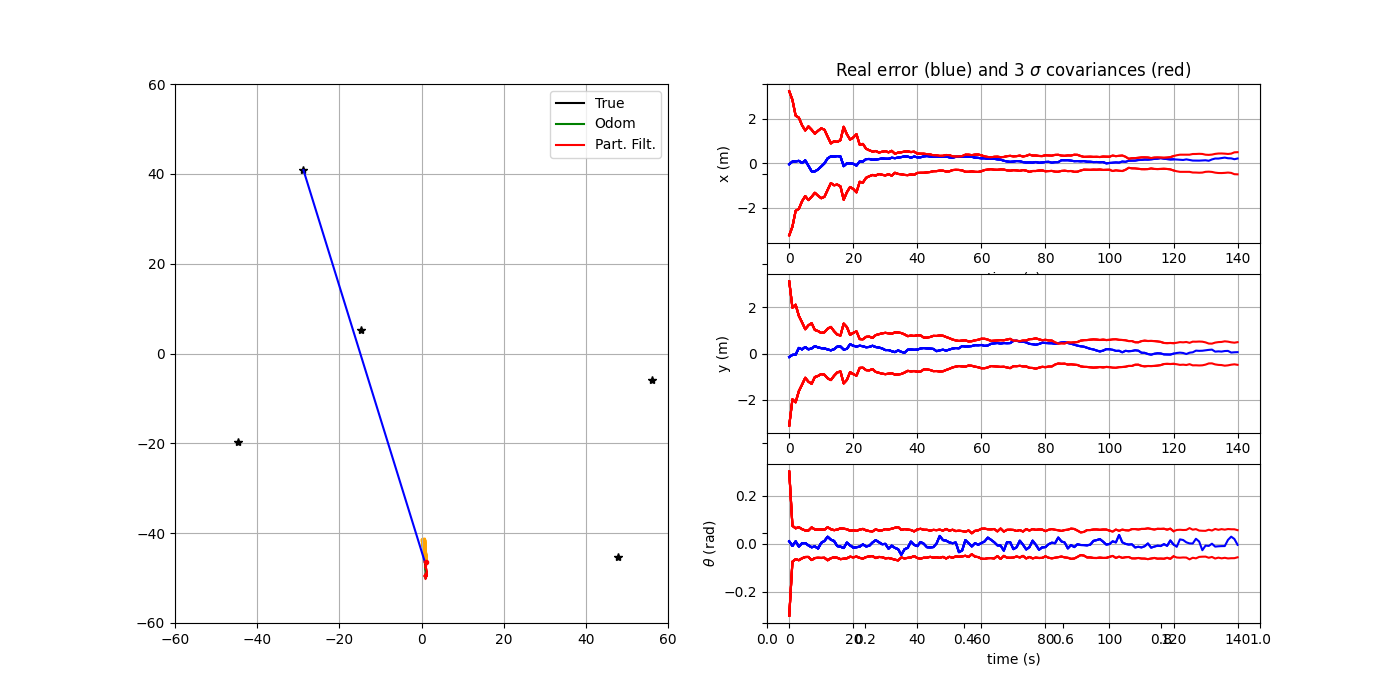 Real error (blue) and 3 σ covariances (red)
True
Odom
Part. Filt.
60
40
20
0
−20
−40
−60
−60 −40 −20 0 20 40 60
x (m)
2
0
−2
0 20 40 60 80 100 120 140
y (m)
2
0
−2
0 20 40 60 80 100 120 140
θ (rad)
0.2
0.0
−0.2
0 20 40 60 80 100 120 140
0.0 0.2 0.4 0.6 0.8 1.0
time (s)